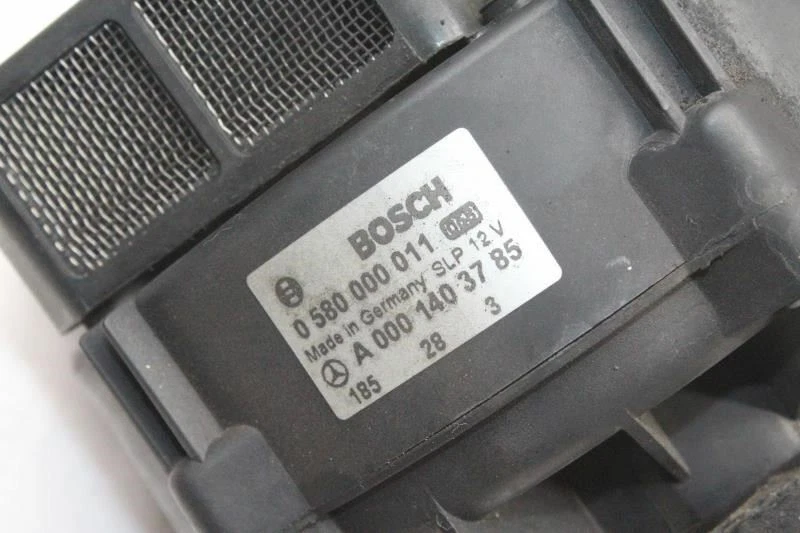 BOSCH
0 580 000 011
Made in Germany SLP 12 V
A 000 140 37 85
185 28 3